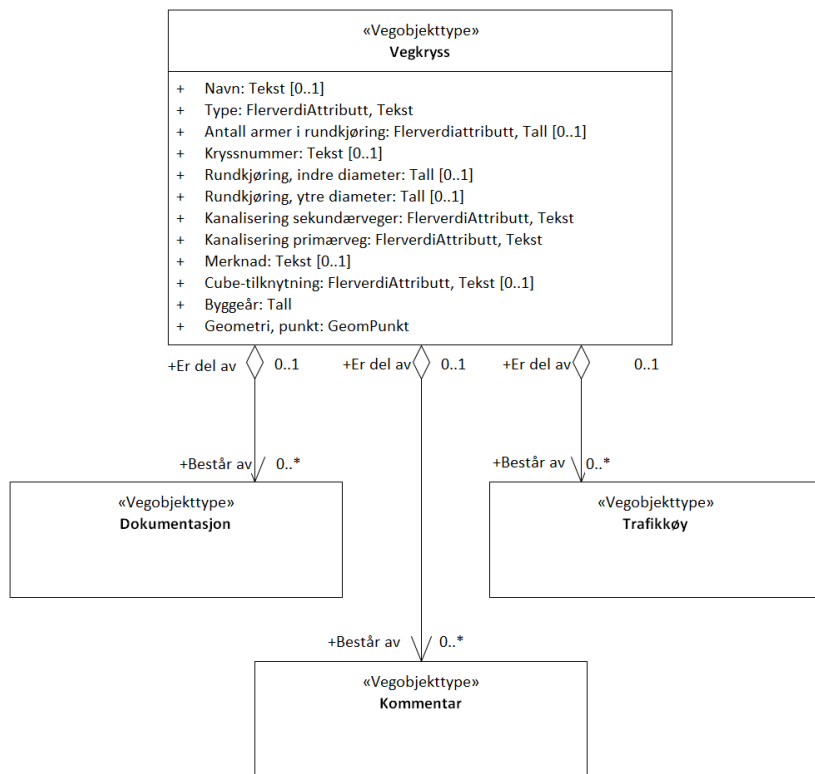 «Vegobjekttype»
Vegkryss
+ Navn: Tekst [0..1]
+ Type: FlerverdiAttributt, Tekst
+ Antall armer i rundkjøring: Flerverdiattributt, Tall [0..1]
+ Kryssnummer: Tekst [0..1]
+ Rundkjøring, indre diameter: Tall [0..1]
+ Rundkjøring, ytre diameter: Tall [0..1]
+ Kanalisering sekundærveger: FlerverdiAttributt, Tekst
+ Kanalisering primærveg: FlerverdiAttributt, Tekst
+ Merknad: Tekst [0..1]
+ Cube-tilknytning: FlerverdiAttributt, Tekst [0..1]
+ Byggeår: Tall
+ Geometri, punkt: GeomPunkt
+Er del av 0..1 +Er del av 0..1 +Er del av 0..1
+Består av 0..* +Består av 0..*
«Vegobjekttype» «Vegobjekttype»
Dokumentasjon Trafikkøy
+Består av 0..*
«Vegobjekttype»
Kommentar